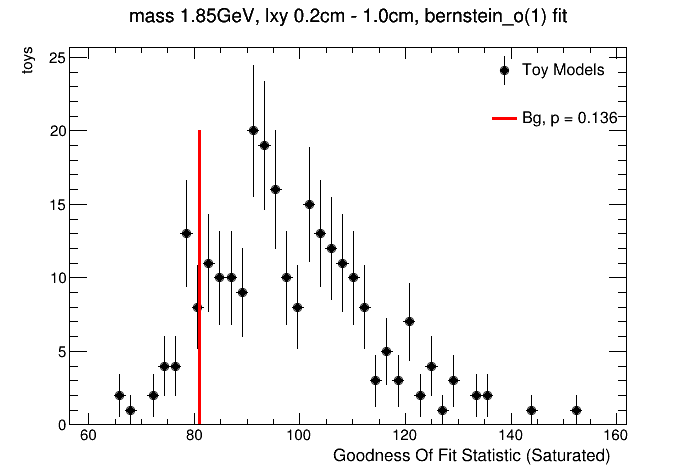 mass 1.85GeV, lxy 0.2cm - 1.0cm, bernstein_o(1) fit
toys
25
20
15
10
5
0
Toy Models
Bg, p = 0.136
60 80 100 120 140 160
Goodness Of Fit Statistic (Saturated)